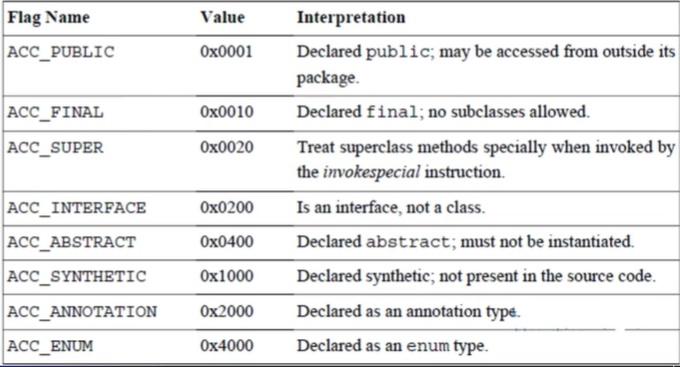 Flag Name Value Interpretation
ACC_PUBLIC 0x0001 Declared public; may be accessed from outside its
package.
ACC_FINAL 0x0010 Declared final; no subclasses allowed.
ACC_SUPER 0x0020 Treat superclass methods specially when invoked by
the invokespecial instruction.
ACC_INTERFACE 0x0200 Is an interface, not a class.
ACC_ABSTRACT 0x0400 Declared abstract; must not be instantiated.
ACC_SYNTHETIC 0x1000 Declared synthetic; not present in the source code.
ACC_ANNOTATION 0x2000 Declared as an annotation type.
ACC_ENUM 0x4000 Declared as an enum type.